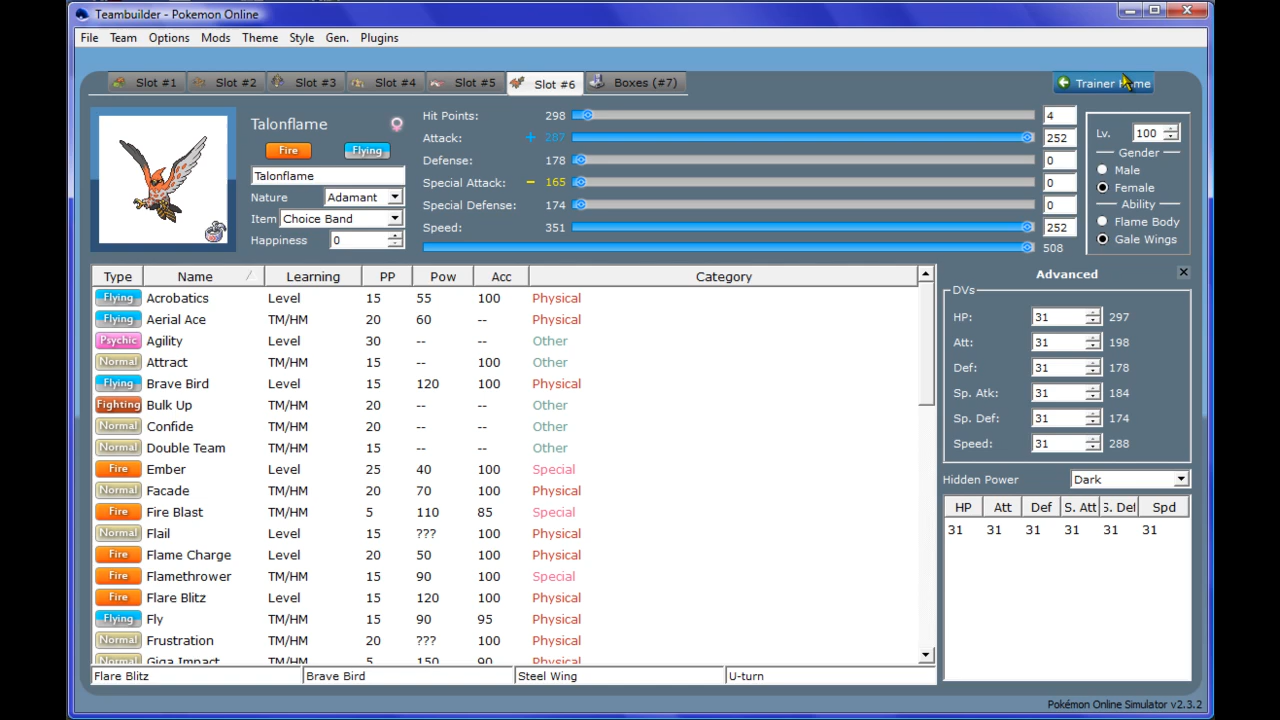 Teambuilder - Pokemon Online
File Team Options Mods Theme Style Gen. Plugins
Slot #1 Slot #2 Slot #3 Slot #4 Slot #5 Slot #6 Boxes (#7) Trainer Home
Talonflame
Fire Flying
Talonflame
Nature Adamant
Item Choice Band
Happiness 0
Hit Points: 298 4
Attack: + 287 252
Defense: 178 0
Special Attack: - 165 0
Special Defense: 174 0
Speed: 351 252
508
Lv. 100
Gender
Male
Female
Ability
Flame Body
Gale Wings
Type Name Learning PP Pow Acc Category
Flying Acrobatics Level 15 55 100 Physical
Flying Aerial Ace TM/HM 20 60 -- Physical
Psychic Agility Level 30 -- -- Other
Normal Attract TM/HM 15 -- 100 Other
Flying Brave Bird Level 15 120 100 Physical
Fighting Bulk Up TM/HM 20 -- -- Other
Normal Confide TM/HM 20 -- -- Other
Normal Double Team TM/HM 15 -- -- Other
Fire Ember Level 25 40 100 Special
Normal Facade TM/HM 20 70 100 Physical
Fire Fire Blast TM/HM 5 110 85 Special
Normal Flail Level 15 ??? 100 Physical
Fire Flame Charge Level 20 50 100 Physical
Fire Flamethrower TM/HM 15 90 100 Special
Fire Flare Blitz Level 15 120 100 Physical
Flying Fly TM/HM 15 90 95 Physical
Normal Frustration TM/HM 20 ??? 100 Physical
Normal Giga Impact TM/HM 5 150 90 Physical
Flare Blitz Brave Bird Steel Wing U-turn
Advanced
DVs
HP: 31 297
Att: 31 198
Def: 31 178
Sp. Atk: 31 184
Sp. Def: 31 174
Speed: 31 288
Hidden Power Dark
HP Att Def S. Att S. Def Spd
31 31 31 31 31 31
Pokémon Online Simulator v2.3.2